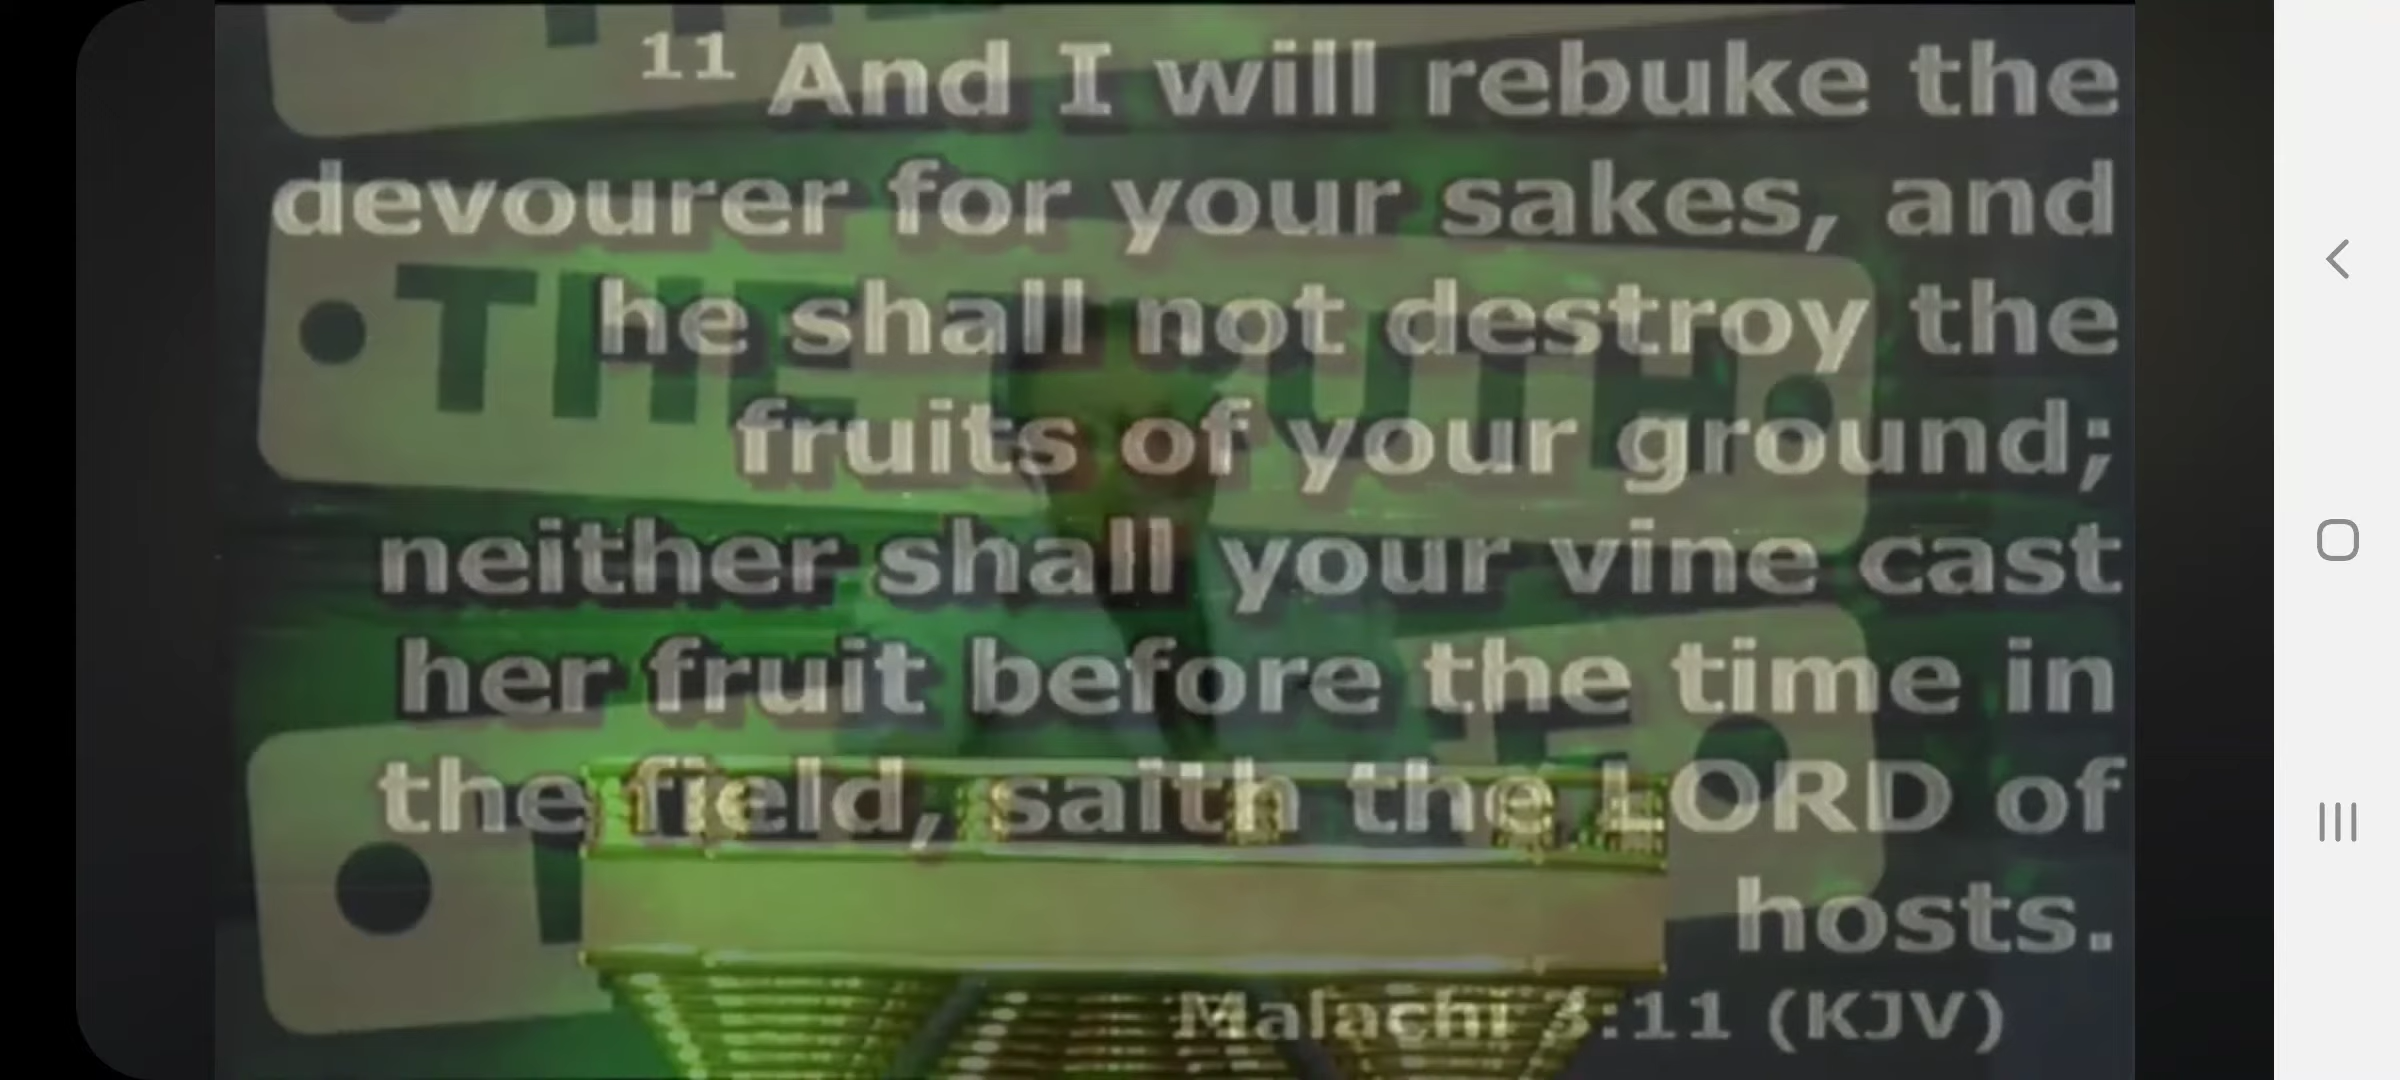 11 And I will rebuke the
devourer for your sakes, and
he shall not destroy the
fruits of your ground;
neither shall your vine cast
her fruit before the time in
the field, saith the LORD of
hosts.
Malachi 3:11 (KJV)
THE